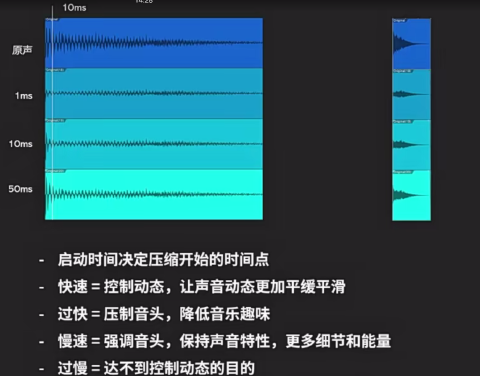 14:28
10ms
原声
1ms
10ms
50ms
- 启动时间决定压缩开始的时间点
- 快速 = 控制动态，让声音动态更加平缓平滑
- 过快 = 压制音头，降低音乐趣味
- 慢速 = 强调音头，保持声音特性，更多细节和能量
- 过慢 = 达不到控制动态的目的